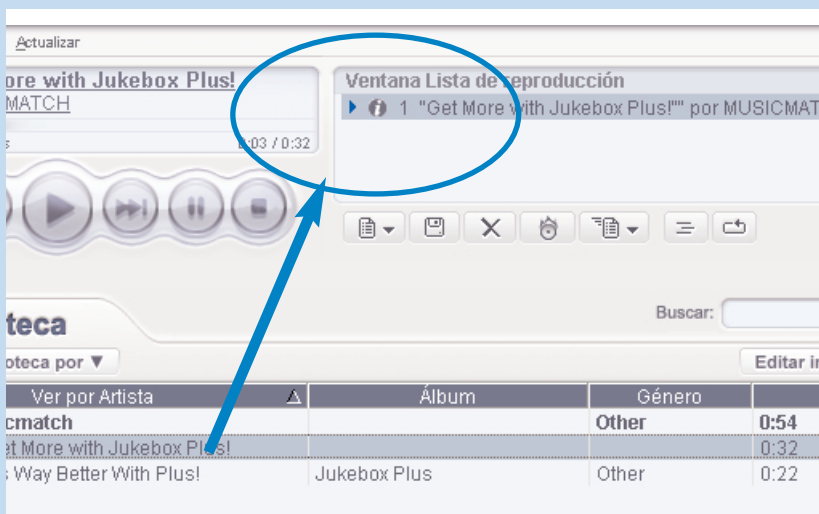 Actualizar
ore with Jukebox Plus!
MATCH
0:03 / 0:32
Ventana Lista de reproducción
1 "Get More with Jukebox Plus!"" por MUSICMAT
teca
Buscar:
oteca por
Editar in
Ver por Artista Álbum Género
cmatch Other 0:54
et More with Jukebox Plus! 0:32
s Way Better With Plus! Jukebox Plus Other 0:22